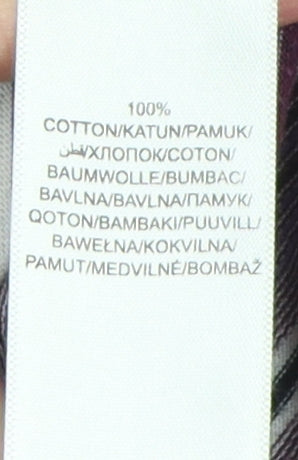 100%
COTTON/KATUN/PAMUK/
قطن/ХЛОПОК/COTON/
BAUMWOLLE/BUMBAC/
BAVLNA/BAVLNA/ПАМУК/
QOTON/BAMBAKI/PUUVILL/
BAWEŁNA/KOKVILNA/
PAMUT/MEDVILNÉ/BOMBAŽ